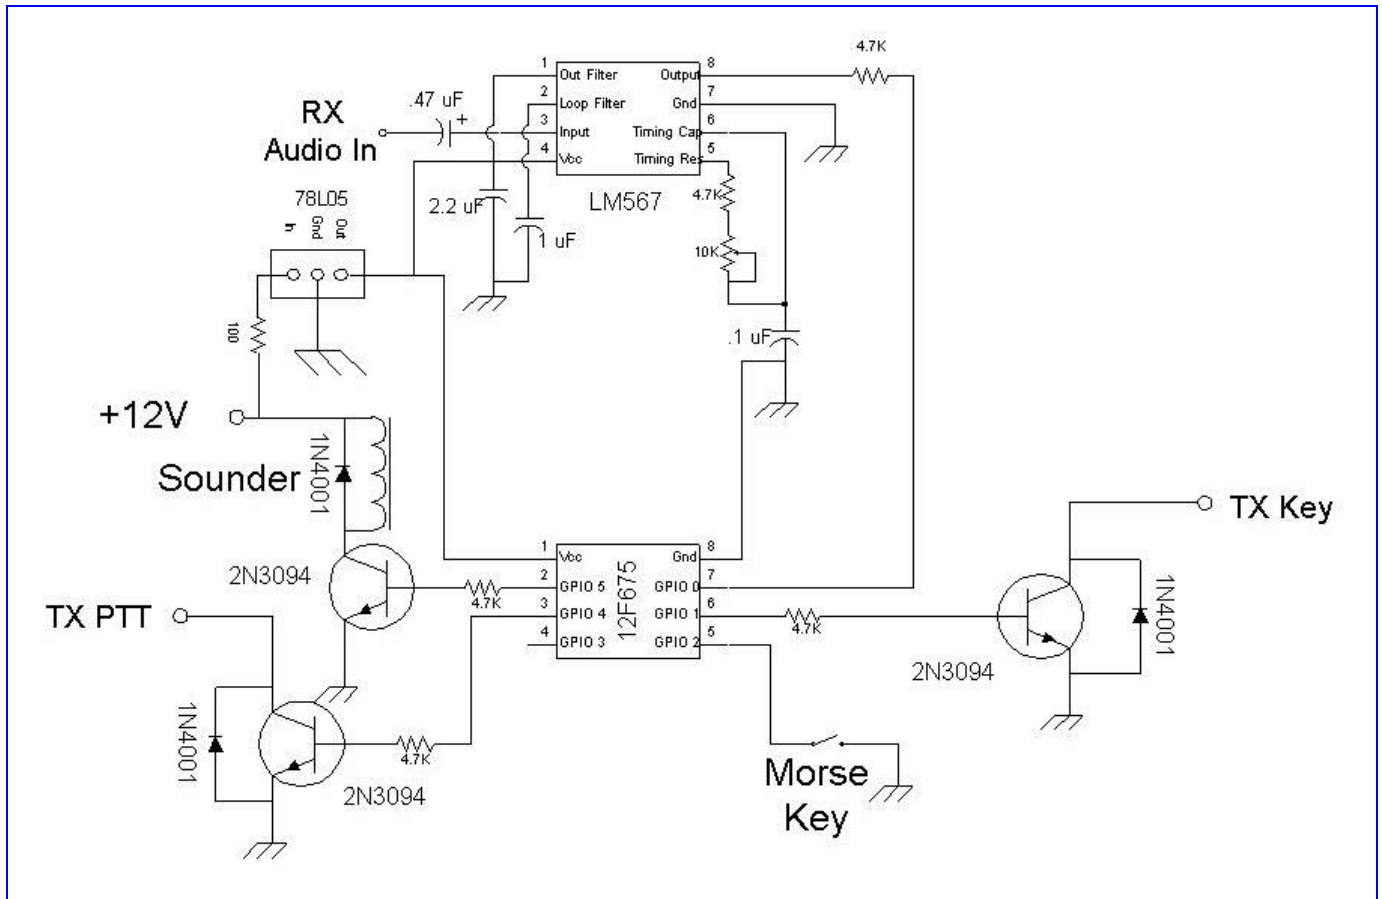 4.7K
1 Out Filter Output 8
2 Loop Filter Gnd 7
3 Input Timing Cap 6
4 Vcc Timing Res 5
LM567
RX
Audio In
.47 uF
+
2.2 uF
1 uF
4.7K
10K
.1 uF
78L05
In
Gnd
Out
100
+12V
Sounder
1N4001
2N3094
TX PTT
1N4001
2N3094
4.7K
4.7K
1 Vcc Gnd 8
2 GPIO 5 GPIO 0 7
3 GPIO 4 GPIO 1 6
4 GPIO 3 GPIO 2 5
12F675
4.7K
TX Key
1N4001
2N3094
Morse
Key